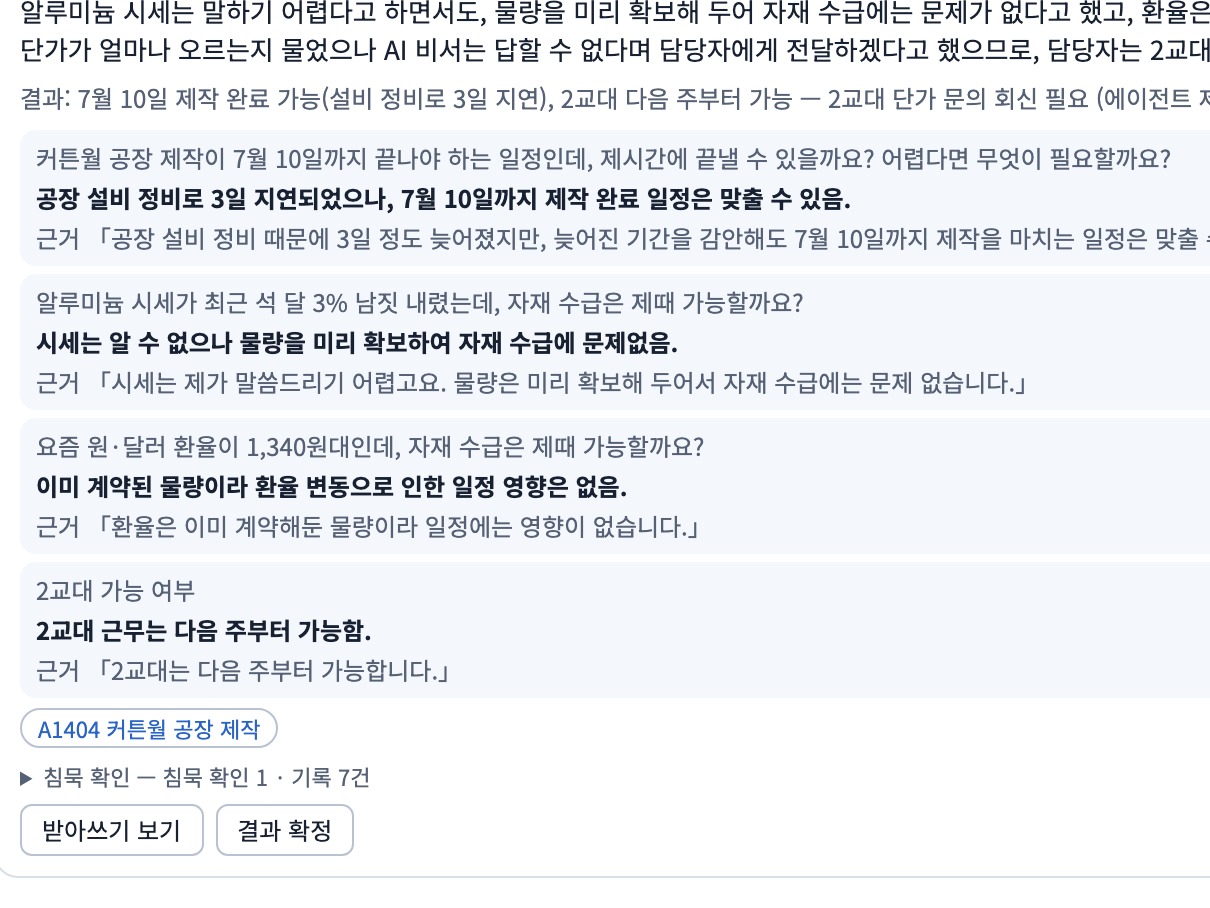 알루미늄 시세는 말하기 어렵다고 하면서도, 물량을 미리 확보해 두어 자재 수급에는 문제가 없다고 했고, 환율은
단가가 얼마나 오르는지 물었으나 AI 비서는 답할 수 없다며 담당자에게 전달하겠다고 했으므로, 담당자는 2교대
결과: 7월 10일 제작 완료 가능(설비 정비로 3일 지연), 2교대 다음 주부터 가능 — 2교대 단가 문의 회신 필요 (에이전트
커튼월 공장 제작이 7월 10일까지 끝나야 하는 일정인데, 제시간에 끝낼 수 있을까요? 어렵다면 무엇이 필요할까요?
공장 설비 정비로 3일 지연되었으나, 7월 10일까지 제작 완료 일정은 맞출 수 있음.
근거 「공장 설비 정비 때문에 3일 정도 늦어졌지만, 늦어진 기간을 감안해도 7월 10일까지 제작을 마치는 일정은 맞출
알루미늄 시세가 최근 석 달 3% 남짓 내렸는데, 자재 수급은 제때 가능할까요?
시세는 알 수 없으나 물량을 미리 확보하여 자재 수급에 문제없음.
근거 「시세는 제가 말씀드리기 어렵고요. 물량은 미리 확보해 두어서 자재 수급에는 문제 없습니다.」
요즘 원·달러 환율이 1,340원대인데, 자재 수급은 제때 가능할까요?
이미 계약된 물량이라 환율 변동으로 인한 일정 영향은 없음.
근거 「환율은 이미 계약해둔 물량이라 일정에는 영향이 없습니다.」
2교대 가능 여부
2교대 근무는 다음 주부터 가능함.
근거 「2교대는 다음 주부터 가능합니다.」
A1404 커튼월 공장 제작
▶ 침묵 확인 — 침묵 확인 1 · 기록 7건
받아쓰기 보기 결과 확정